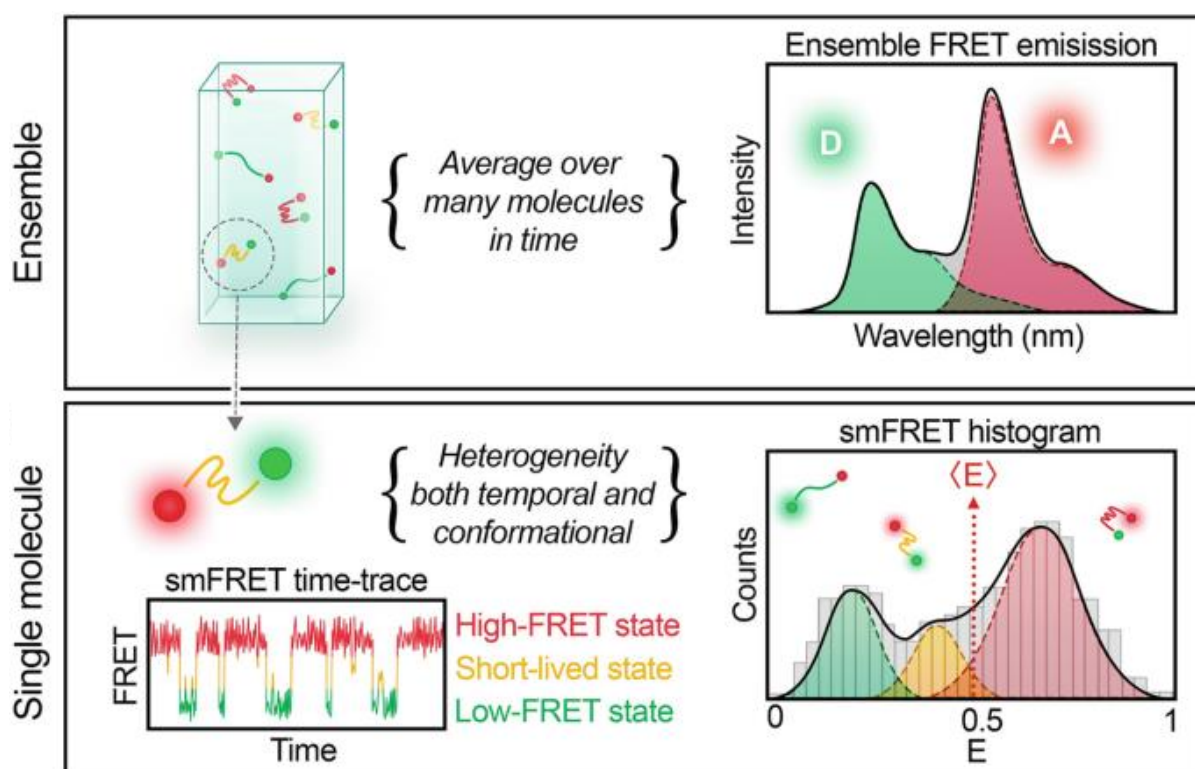 Ensemble
Average over
many molecules
in time
Ensemble FRET emisission
D
A
Intensity
Wavelength (nm)
Single molecule
Heterogeneity
both temporal and
conformational
smFRET time-trace
FRET
Time
High-FRET state
Short-lived state
Low-FRET state
smFRET histogram
⟨E⟩
Counts
0 0.5 1
E